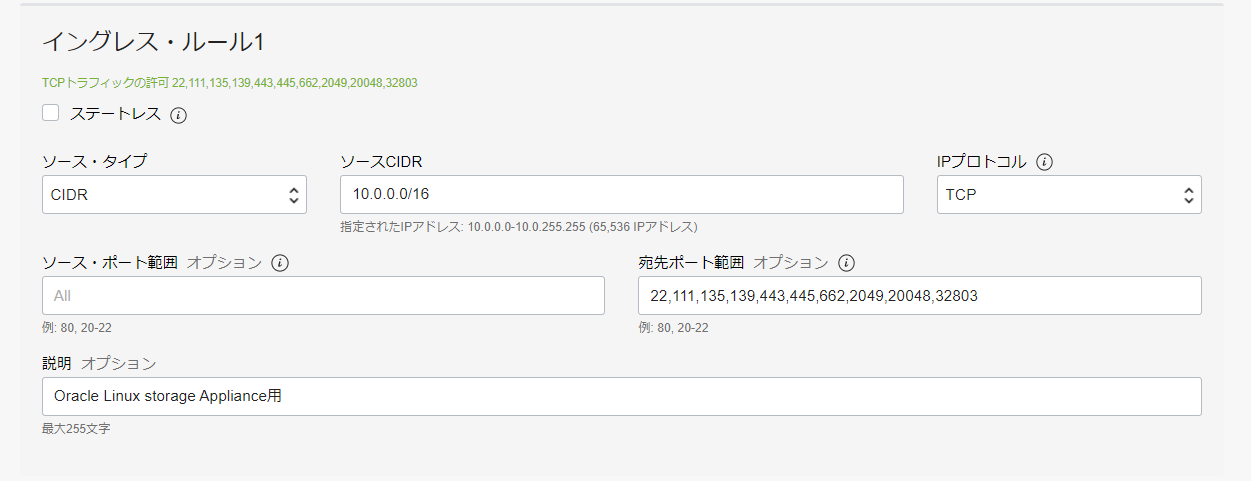 イングレス・ルール1
TCPトラフィックの許可 22,111,135,139,443,445,662,2049,20048,32803
ステートレス
ソース・タイプ ソースCIDR IPプロトコル
CIDR 10.0.0.0/16 TCP
指定されたIPアドレス: 10.0.0.0-10.0.255.255 (65,536 IPアドレス)
ソース・ポート範囲 オプション 宛先ポート範囲 オプション
All 22,111,135,139,443,445,662,2049,20048,32803
例: 80, 20-22 例: 80, 20-22
説明 オプション
Oracle Linux storage Appliance用
最大255文字